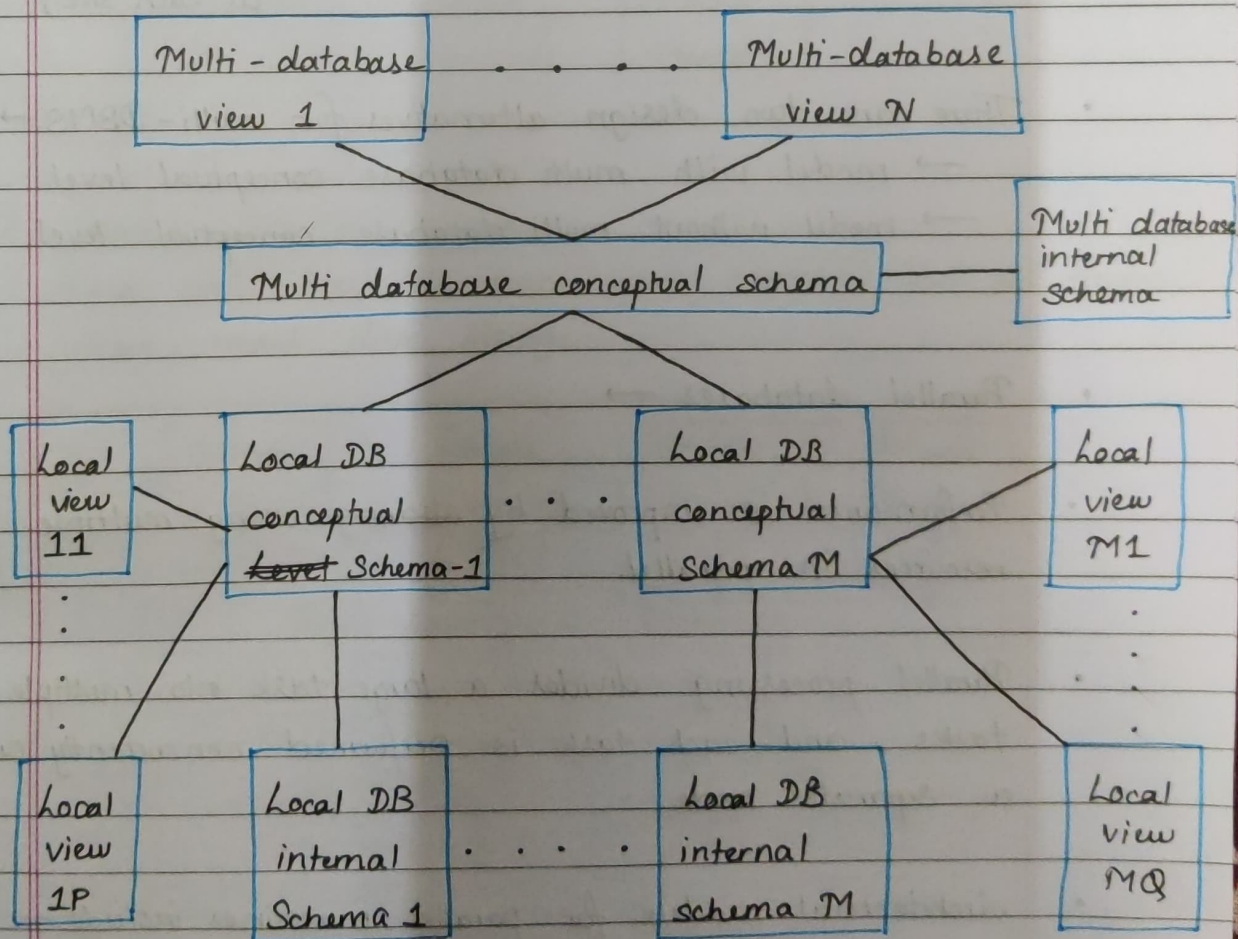 Multi-database
view 1
. . . .
Multi-database
view N
Multi database conceptual schema
Multi database
internal
schema
Local
view
11
Local DB
conceptual
Level Schema-1
. . .
Local DB
conceptual
Schema M
Local
view
M1
Local
view
1P
Local DB
internal
Schema 1
. . . .
Local DB
internal
schema M
Local
view
MQ